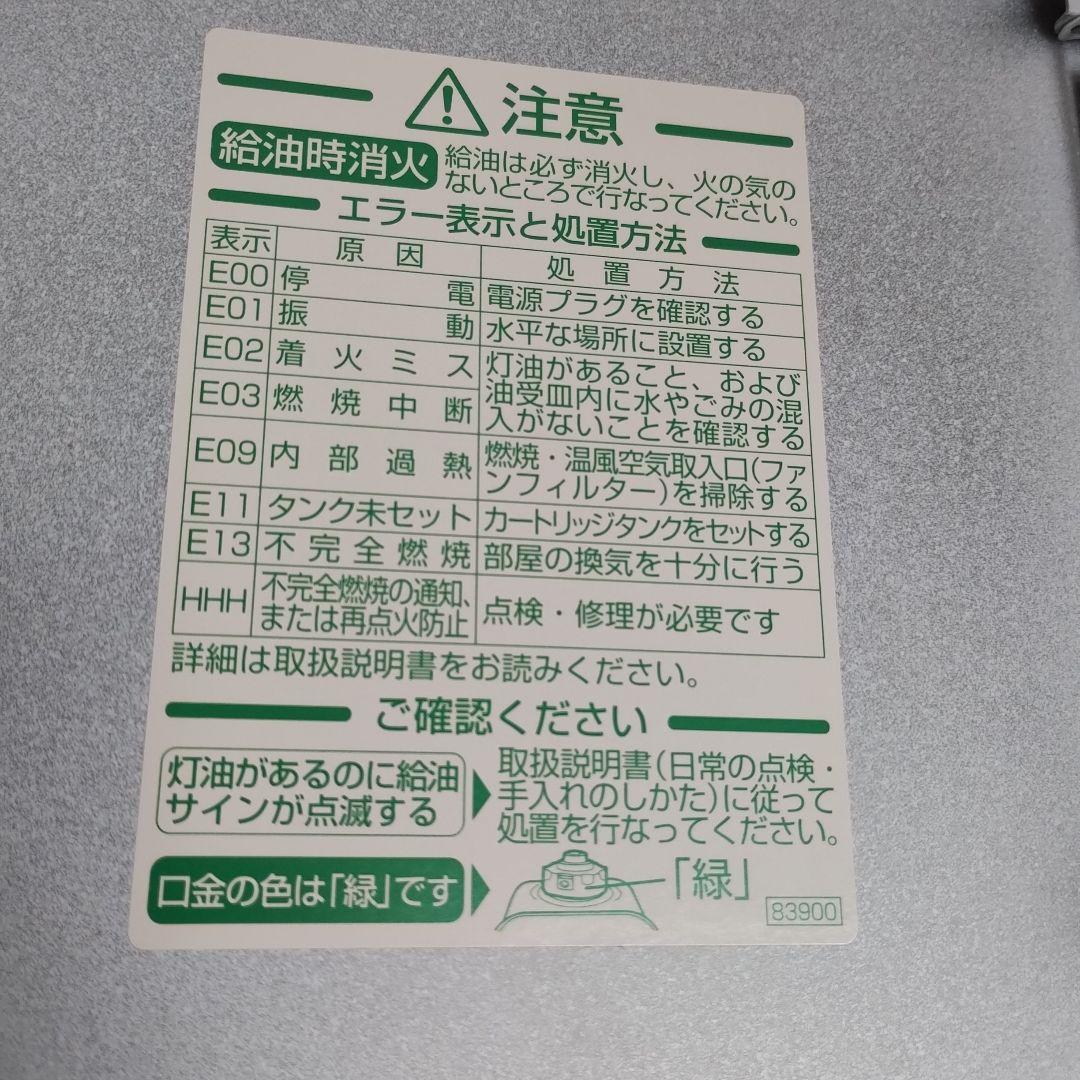 注意
給油時消火
給油は必ず消火し、火の気の
ないところで行なってください。
エラー表示と処置方法
表示 原因 処置方法
E00 停電 電源プラグを確認する
E01 振動 水平な場所に設置する
E02 着火ミス 灯油があること、および
E03 燃焼中断 油受皿内に水やごみの混
入がないことを確認する
E09 内部過熱 燃焼・温風空気取入口(ファ
ンフィルター)を掃除する
E11 タンク未セット カートリッジタンクをセットする
E13 不完全燃焼 部屋の換気を十分に行う
HHH 不完全燃焼の通知、
または再点火防止 点検・修理が必要です
詳細は取扱説明書をお読みください。
ご確認ください
灯油があるのに給油
サインが点滅する
取扱説明書(日常の点検・
手入れのしかた)に従って
処置を行なってください。
口金の色は「緑」です
「緑」
83900